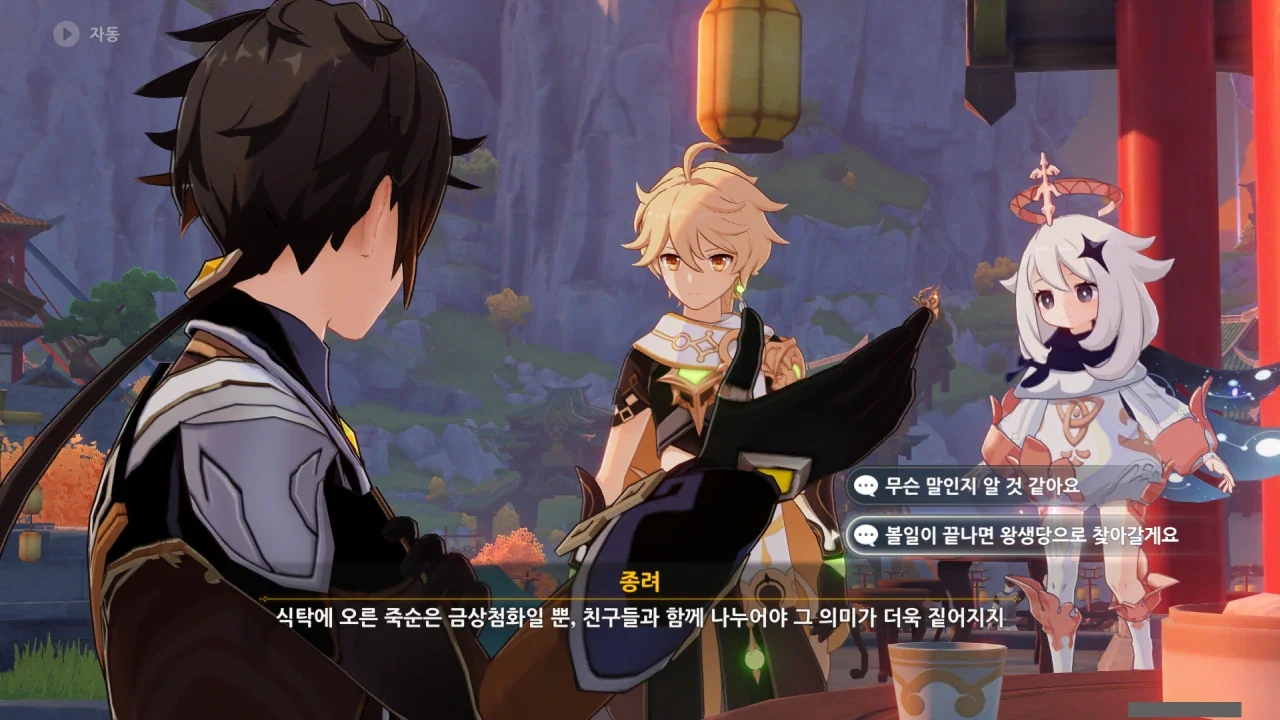 자동
무슨 말인지 알 것 같아요
볼일이 끝나면 왕생당으로 찾아갈게요
종려
식탁에 오른 죽순은 금상첨화일 뿐, 친구들과 함께 나누어야 그 의미가 더욱 짙어지지